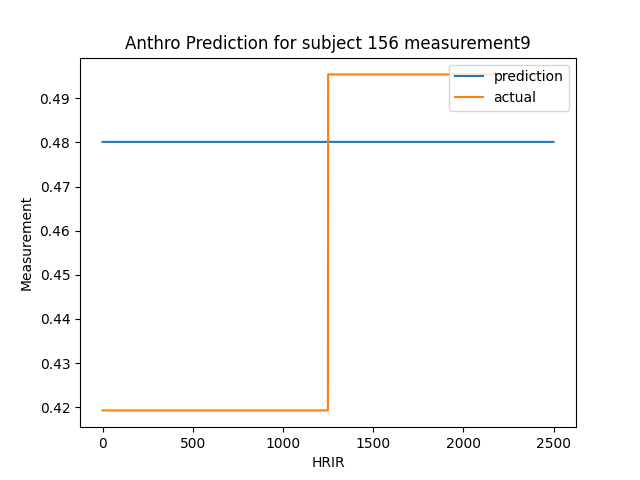 Anthro Prediction for subject 156 measurement9
prediction
actual
0.49
0.48
0.47
0.46
0.45
0.44
0.43
0.42
Measurement
0 500 1000 1500 2000 2500
HRIR